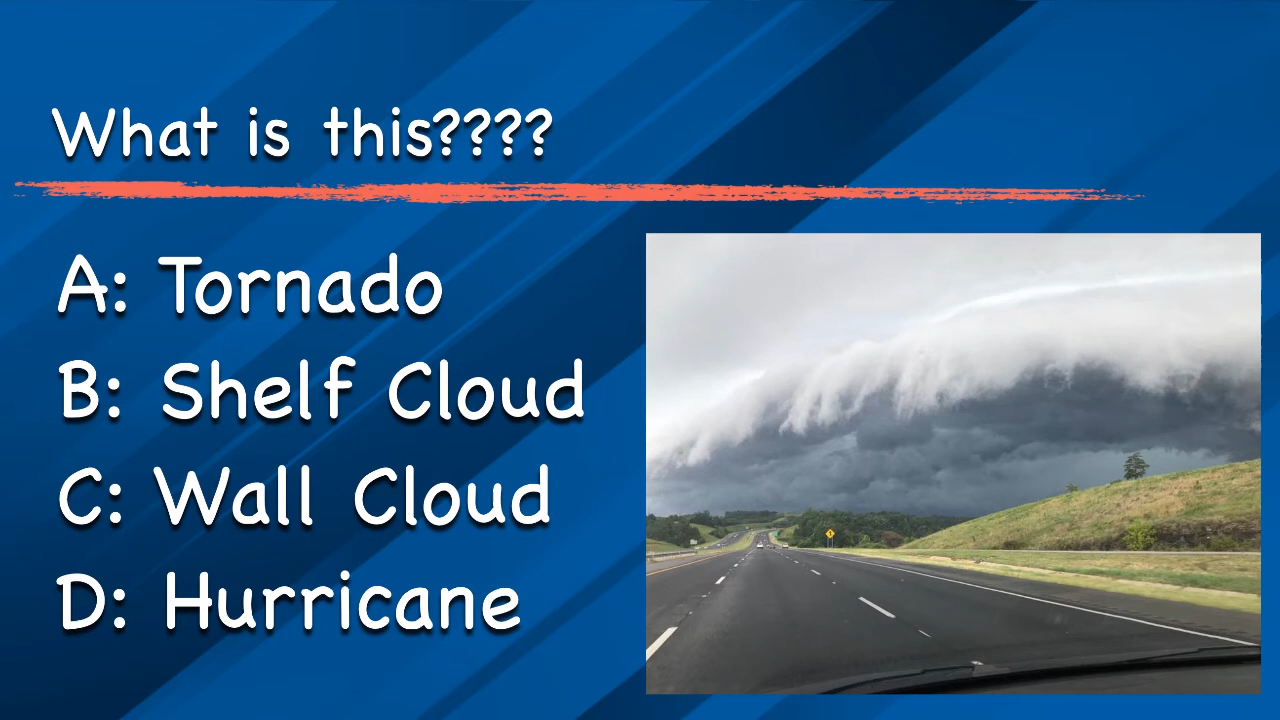 What is this????
A: Tornado
B: Shelf Cloud
C: Wall Cloud
D: Hurricane